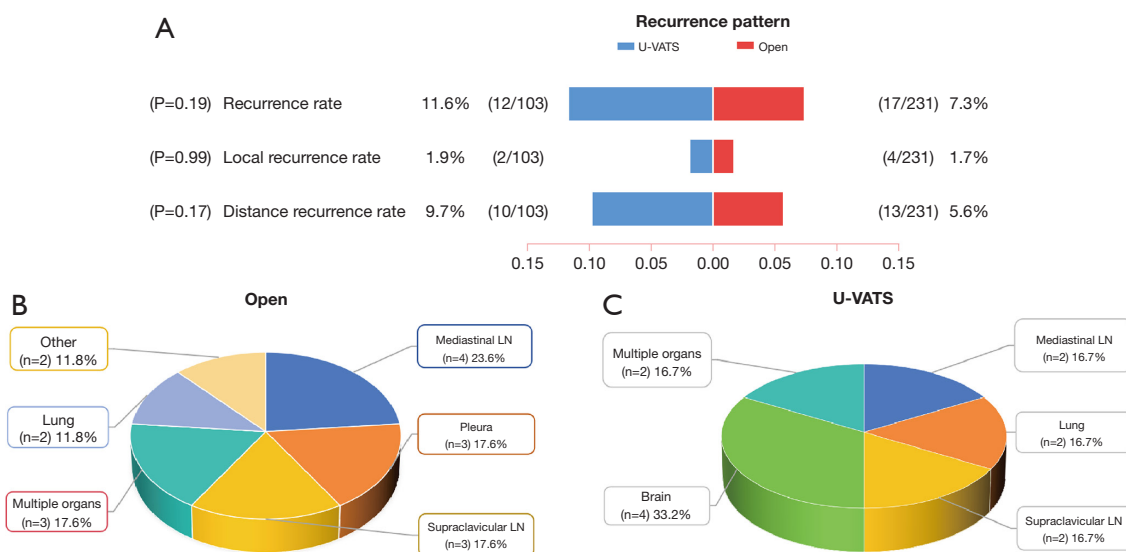 A
Recurrence pattern
U-VATS Open
(P=0.19) Recurrence rate 11.6% (12/103) (17/231) 7.3%
(P=0.99) Local recurrence rate 1.9% (2/103) (4/231) 1.7%
(P=0.17) Distance recurrence rate 9.7% (10/103) (13/231) 5.6%
0.15 0.10 0.05 0.00 0.05 0.10 0.15
B
Open
Other
(n=2) 11.8%
Mediastinal LN
(n=4) 23.6%
Lung
(n=2) 11.8%
Pleura
(n=3) 17.6%
Multiple organs
(n=3) 17.6%
Supraclavicular LN
(n=3) 17.6%
C
U-VATS
Multiple organs
(n=2) 16.7%
Mediastinal LN
(n=2) 16.7%
Lung
(n=2) 16.7%
Brain
(n=4) 33.2%
Supraclavicular LN
(n=2) 16.7%